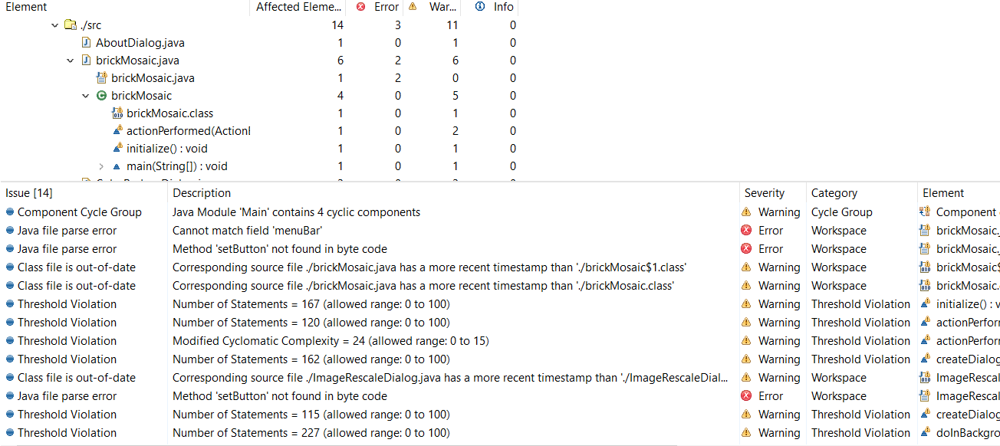 Element Affected Eleme... Error War... Info
./src 14 3 11 0
AboutDialog.java 1 0 1 0
brickMosaic.java 6 2 6 0
brickMosaic.java 1 2 0 0
brickMosaic 4 0 5 0
brickMosaic.class 1 0 1 0
actionPerformed(ActionI 1 0 2 0
initialize() : void 1 0 1 0
main(String[]) : void 1 0 1 0
Issue [14] Description Severity Category Element
Component Cycle Group Java Module 'Main' contains 4 cyclic components Warning Cycle Group Component
Java file parse error Cannot match field 'menuBar' Error Workspace brickMosaic.
Java file parse error Method 'setButton' not found in byte code Error Workspace brickMosaic.
Class file is out-of-date Corresponding source file ./brickMosaic.java has a more recent timestamp than './brickMosaic$1.class' Warning Workspace brickMosaic$
Class file is out-of-date Corresponding source file ./brickMosaic.java has a more recent timestamp than './brickMosaic.class' Warning Workspace brickMosaic.
Threshold Violation Number of Statements = 167 (allowed range: 0 to 100) Warning Threshold Violation initialize() : v
Threshold Violation Number of Statements = 120 (allowed range: 0 to 100) Warning Threshold Violation actionPerforr
Threshold Violation Modified Cyclomatic Complexity = 24 (allowed range: 0 to 15) Warning Threshold Violation actionPerforr
Threshold Violation Number of Statements = 162 (allowed range: 0 to 100) Warning Threshold Violation createDialog
Class file is out-of-date Corresponding source file ./ImageRescaleDialog.java has a more recent timestamp than './ImageRescaleDial... Warning Workspace ImageRescal
Java file parse error Method 'setButton' not found in byte code Error Workspace ImageRescal
Threshold Violation Number of Statements = 115 (allowed range: 0 to 100) Warning Threshold Violation createDialog
Threshold Violation Number of Statements = 227 (allowed range: 0 to 100) Warning Threshold Violation doInBackgro